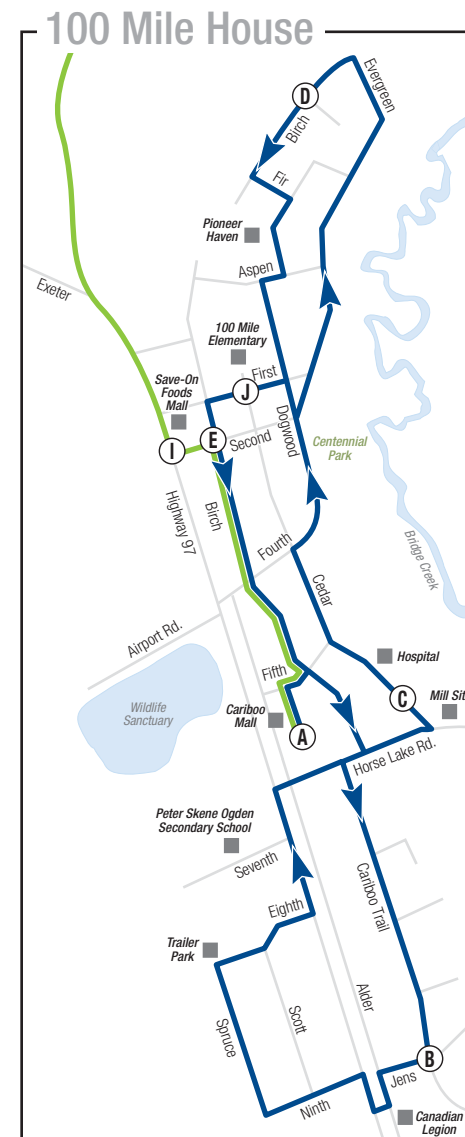 100 Mile House
Evergreen
D
Birch
Fir
Pioneer
Haven
Aspen
Exeter
100 Mile
Elementary
First
Save-On
Foods
Mall
J
Dogwood
E
Second
I
Centennial
Park
Highway 97
Birch
Fourth
Bridge Creek
Cedar
Airport Rd.
Hospital
Fifth
Wildlife
Sanctuary
Cariboo
Mall
C
Mill Sit
A
Horse Lake Rd.
Peter Skene Ogden
Secondary School
Seventh
Cariboo Trail
Eighth
Trailer
Park
Alder
Scott
Spruce
B
Jens
Ninth
Canadian
Legion